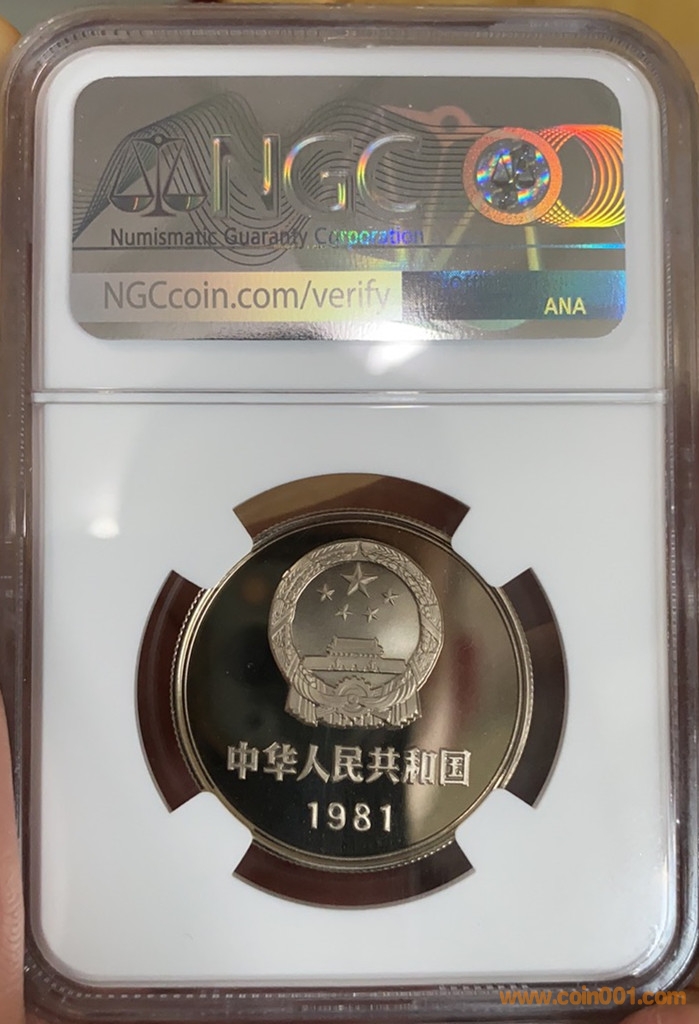 NGC
Numismatic Guaranty Corporation
NGCcoin.com/verify
ANA
中华人民共和国
1981
www.coin001.com